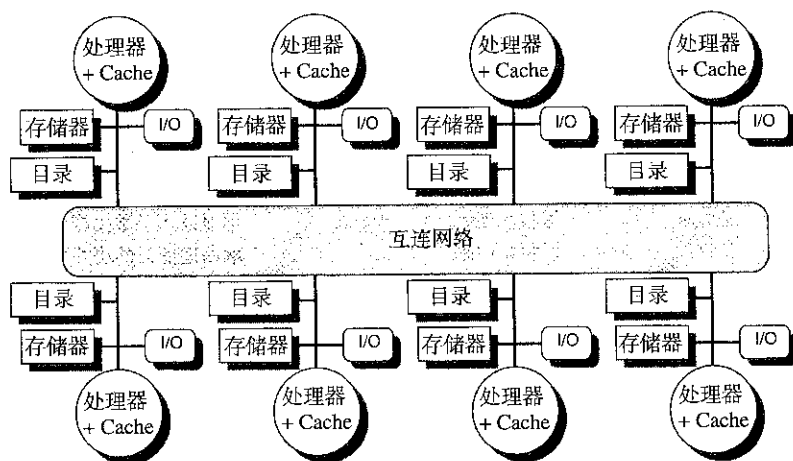 处理器
+ Cache
处理器
+ Cache
处理器
+ Cache
处理器
+ Cache
存储器
I/O
存储器
I/O
存储器
I/O
存储器
I/O
目录
目录
目录
目录
互连网络
目录
目录
目录
目录
存储器
I/O
存储器
I/O
存储器
I/O
存储器
I/O
处理器
+ Cache
处理器
+ Cache
处理器
+ Cache
处理器
+ Cache